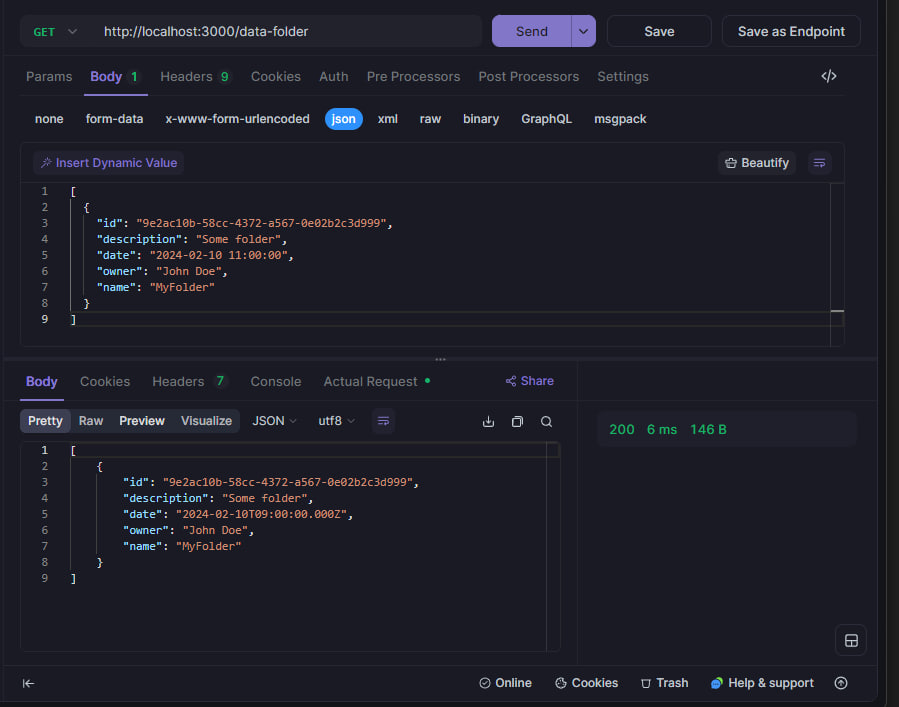 GET http://localhost:3000/data-folder Send Save Save as Endpoint
Params Body 1 Headers 9 Cookies Auth Pre Processors Post Processors Settings </>
none form-data x-www-form-urlencoded json xml raw binary GraphQL msgpack
Insert Dynamic Value Beautify
1 [
2 {
3 "id": "9e2ac10b-58cc-4372-a567-0e02b2c3d999",
4 "description": "Some folder",
5 "date": "2024-02-10 11:00:00",
6 "owner": "John Doe",
7 "name": "MyFolder"
8 }
9 ]
Body Cookies Headers 7 Console Actual Request Share
Pretty Raw Preview Visualize JSON utf8
200 6 ms 146 B
1 [
2 {
3 "id": "9e2ac10b-58cc-4372-a567-0e02b2c3d999",
4 "description": "Some folder",
5 "date": "2024-02-10T09:00:00.000Z",
6 "owner": "John Doe",
7 "name": "MyFolder"
8 }
9 ]
Online Cookies Trash Help & support